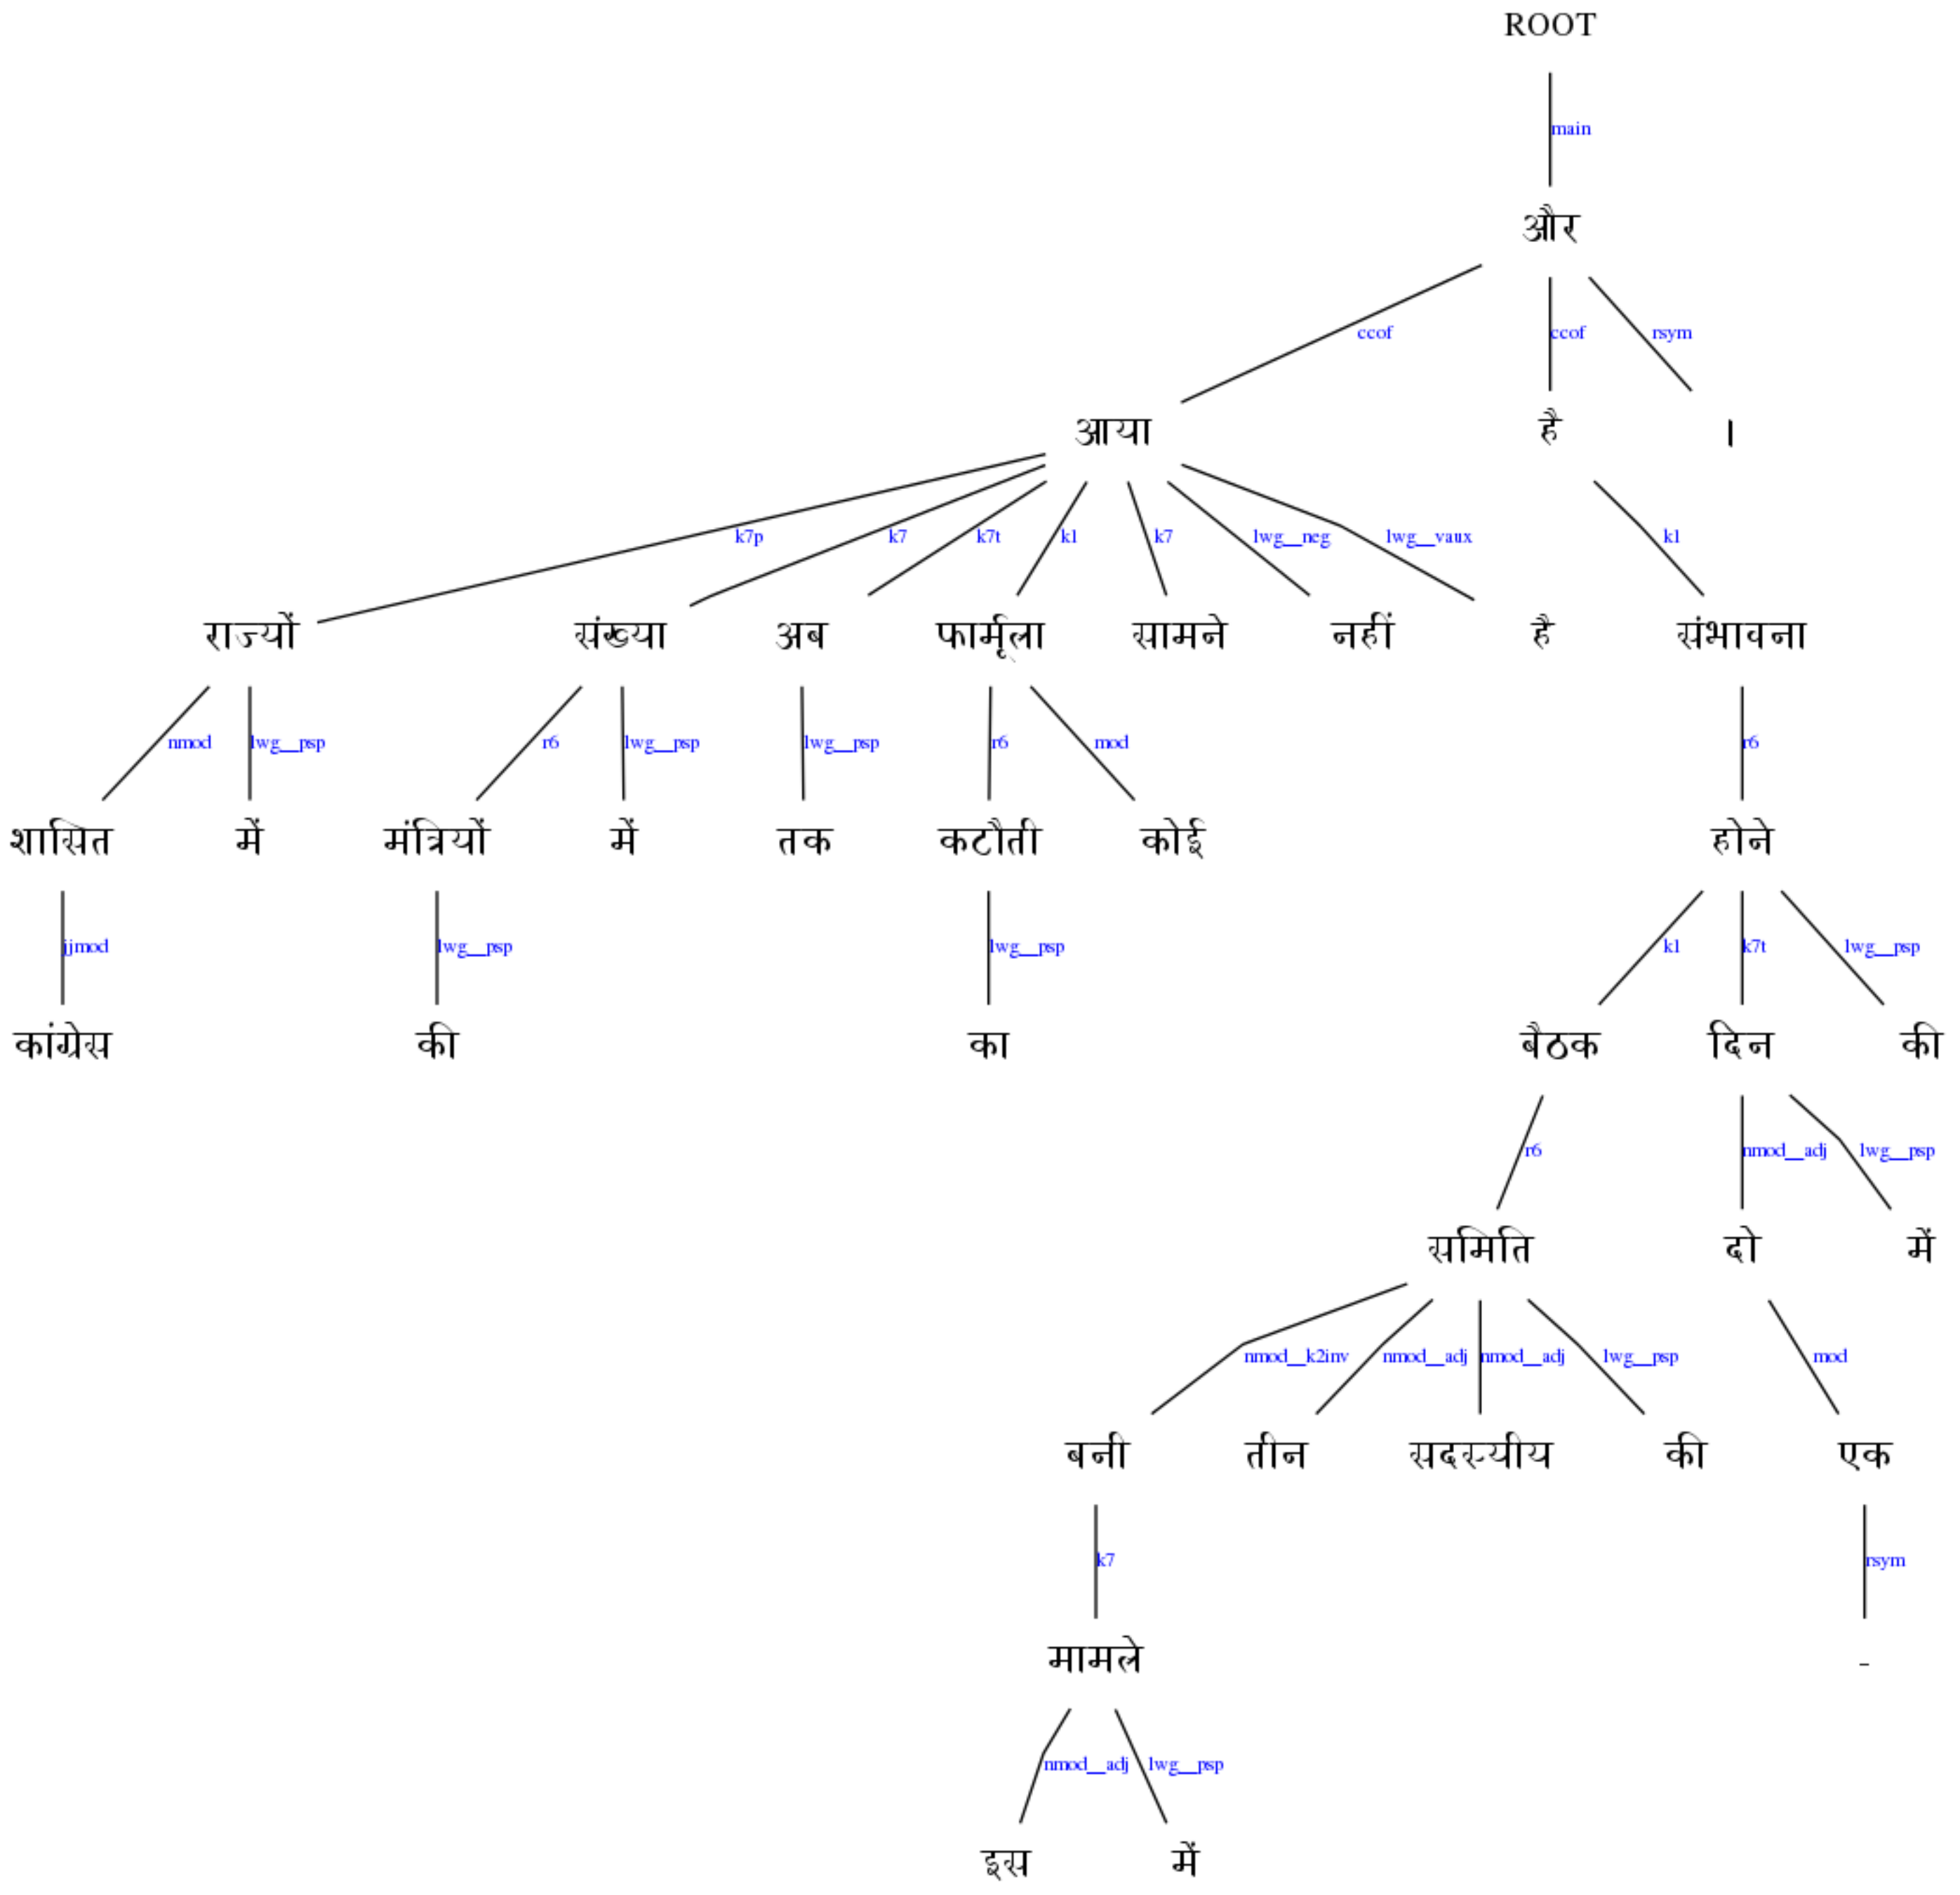 ROOT
main
और
ccof ccof rsym
आया है ।
k7p k7 k7t k1 k7 lwg__neg lwg__vaux k1
राज्यों संख्या अब फार्मूला सामने नहीं है संभावना
nmod lwg__psp r6 lwg__psp lwg__psp r6 mod r6
शासित में मंत्रियों में तक कटौती कोई होने
jjmod lwg__psp lwg__psp k1 k7t lwg__psp
कांग्रेस की का बैठक दिन की
r6 nmod__adj lwg__psp
समिति दो में
nmod__k2inv nmod__adj nmod__adj lwg__psp mod
बनी तीन सदस्यीय की एक
k7 rsym
मामले -
nmod__adj lwg__psp
इस में